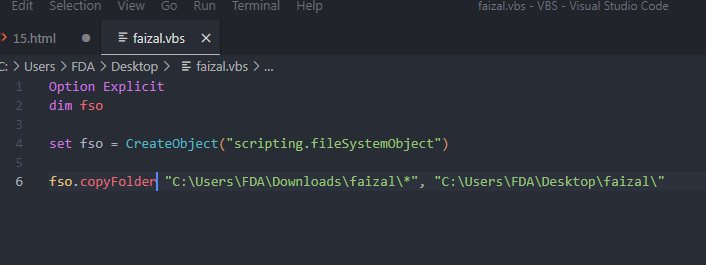 Edit Selection View Go Run Terminal Help faizal.vbs - VBS - Visual Studio Code
15.html faizal.vbs
C: > Users > FDA > Desktop > faizal.vbs > ...
1 Option Explicit
2 dim fso
3
4 set fso = CreateObject("scripting.fileSystemObject")
5
6 fso.copyFolder "C:\Users\FDA\Downloads\faizal\*", "C:\Users\FDA\Desktop\faizal\"